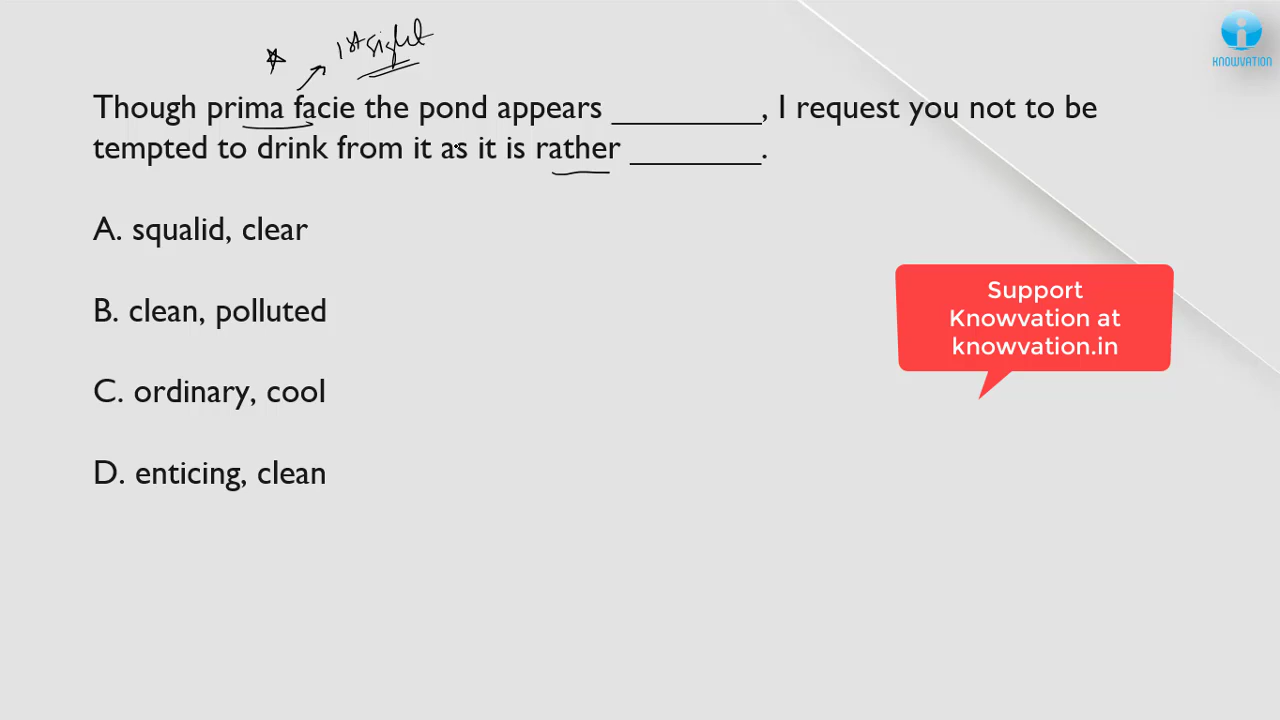 1st sight
Though prima facie the pond appears _________, I request you not to be
tempted to drink from it as it is rather ________.
A. squalid, clear
B. clean, polluted
C. ordinary, cool
D. enticing, clean
Support
Knowvation at
knowvation.in
KNOWVATION